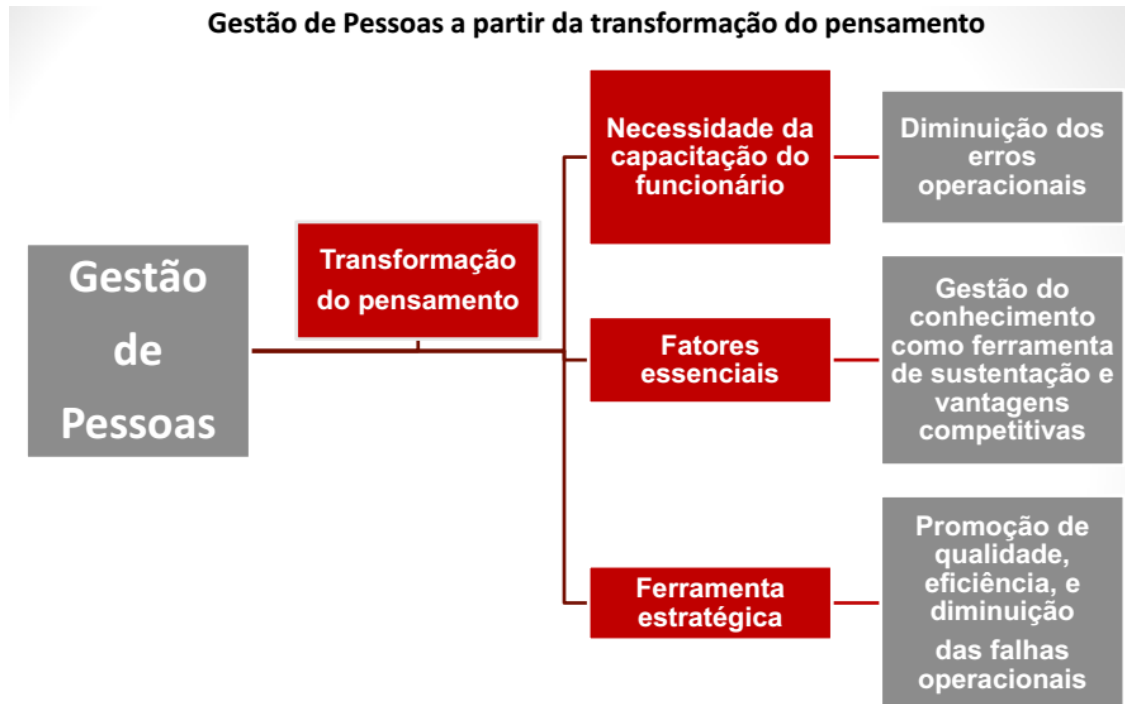 Gestão de Pessoas a partir da transformação do pensamento
Gestão
de
Pessoas
Transformação
do pensamento
Necessidade da
capacitação do
funcionário
Diminuição dos
erros
operacionais
Fatores
essenciais
Gestão do
conhecimento
como ferramenta
de sustentação e
vantagens
competitivas
Ferramenta
estratégica
Promoção de
qualidade,
eficiência, e
diminuição
das falhas
operacionais